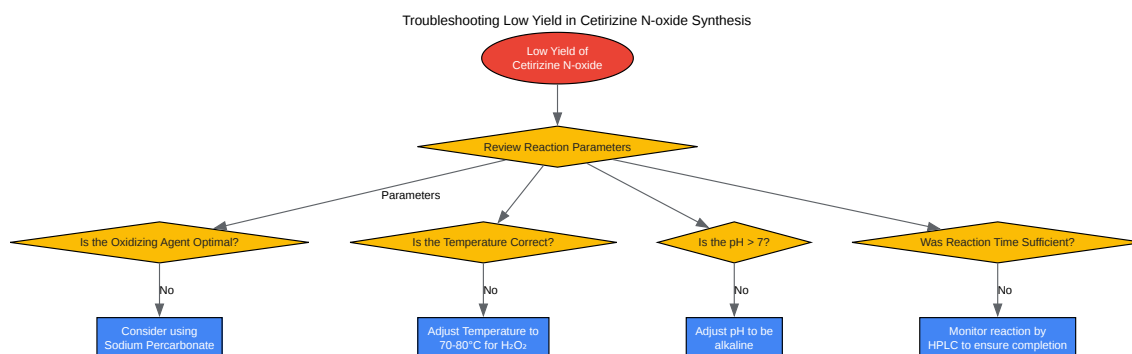 Troubleshooting Low Yield in Cetirizine N-oxide Synthesis
Low Yield of
Cetirizine N-oxide
Review Reaction Parameters
Parameters
Is the Oxidizing Agent Optimal?
Is the Temperature Correct?
Is the pH > 7?
Was Reaction Time Sufficient?
No
No
No
No
Consider using
Sodium Percarbonate
Adjust Temperature to
70-80°C for H₂O₂
Adjust pH to be
alkaline
Monitor reaction by
HPLC to ensure completion